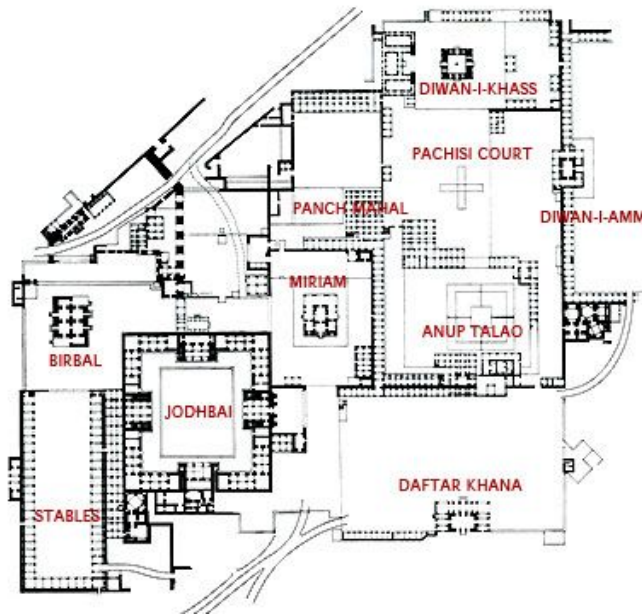 DIWAN-I-KHASS
PACHISI COURT
PANCH MAHAL
DIWAN-I-AMM
MIRIAM
ANUP TALAO
BIRBAL
JODHBAI
DAFTAR KHANA
STABLES